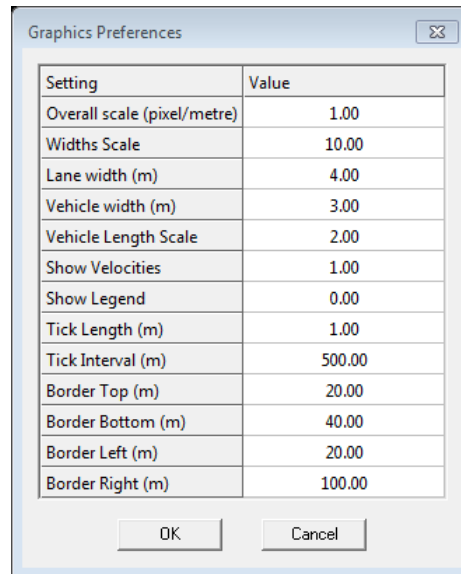 Graphics Preferences
Setting Value
Overall scale (pixel/metre) 1.00
Widths Scale 10.00
Lane width (m) 4.00
Vehicle width (m) 3.00
Vehicle Length Scale 2.00
Show Velocities 1.00
Show Legend 0.00
Tick Length (m) 1.00
Tick Interval (m) 500.00
Border Top (m) 20.00
Border Bottom (m) 40.00
Border Left (m) 20.00
Border Right (m) 100.00
OK Cancel